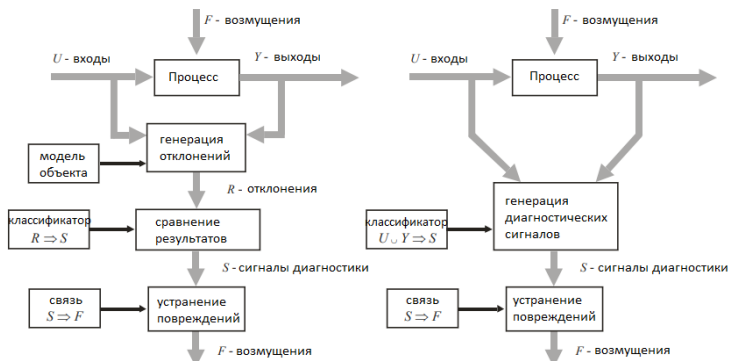 F - возмущения
U - входы
Y - выходы
Процесс
генерация
отклонений
модель
объекта
R - отклонения
классификатор
R ⇒ S
сравнение
результатов
S - сигналы диагностики
связь
S ⇒ F
устранение
повреждений
F - возмущения
F - возмущения
U - входы
Y - выходы
Процесс
генерация
диагностических
сигналов
классификатор
U ∪ Y ⇒ S
S - сигналы диагностики
связь
S ⇒ F
устранение
повреждений
F - возмущения